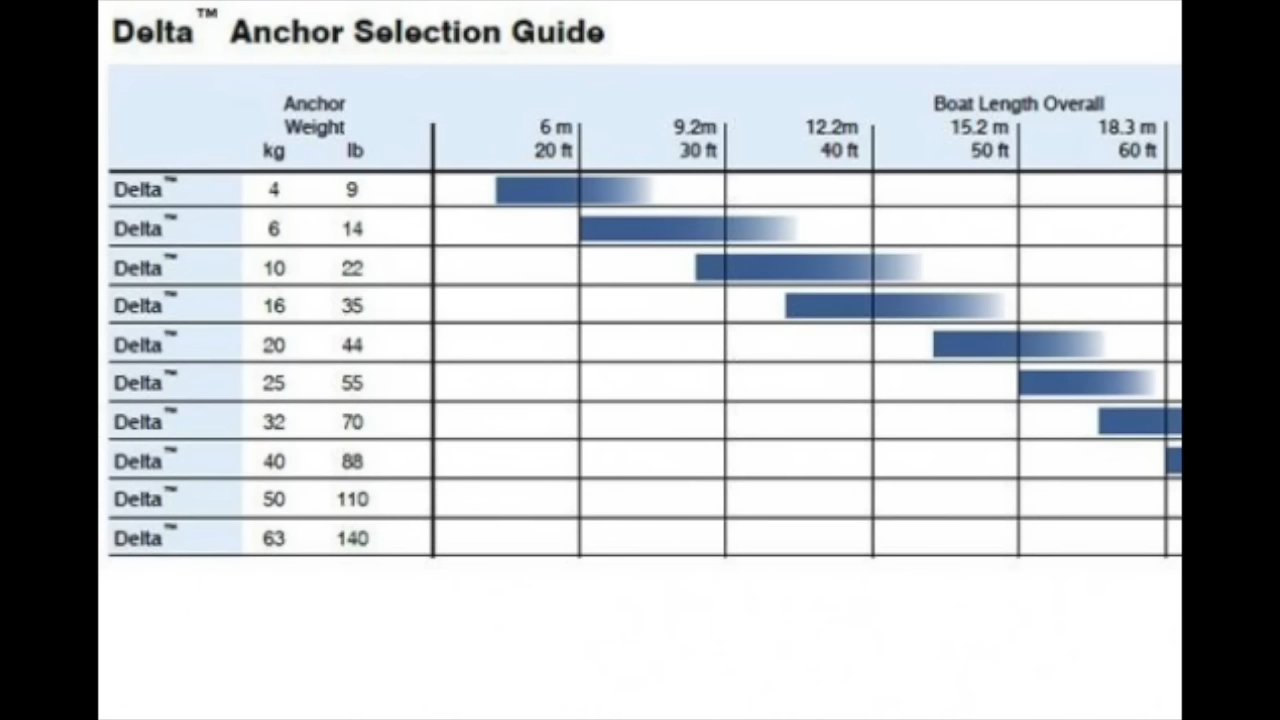 Delta™ Anchor Selection Guide
Anchor Weight
kg lb
Boat Length Overall
6 m 9.2m 12.2m 15.2 m 18.3 m
20 ft 30 ft 40 ft 50 ft 60 ft
Delta™ 4 9
Delta™ 6 14
Delta™ 10 22
Delta™ 16 35
Delta™ 20 44
Delta™ 25 55
Delta™ 32 70
Delta™ 40 88
Delta™ 50 110
Delta™ 63 140